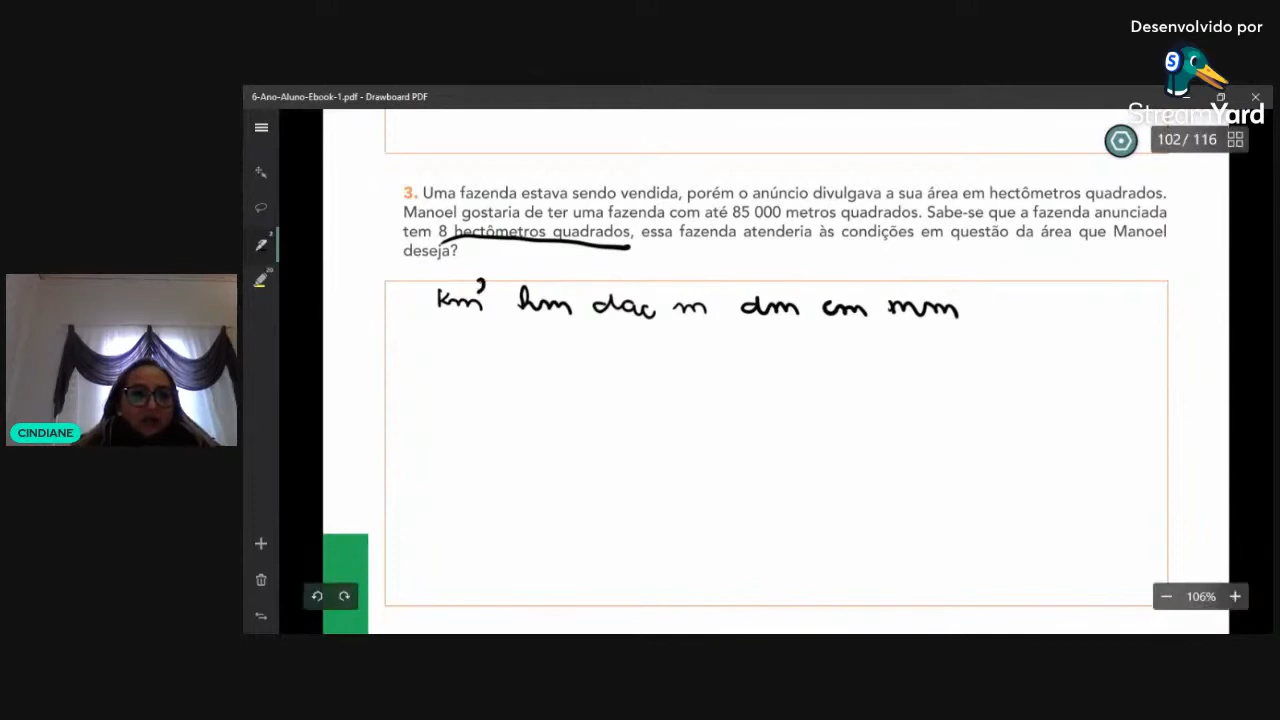 Desenvolvido por
S
StreamYard
6-Ano-Aluno-Ebook-1.pdf - Drawboard PDF
102 / 116
3. Uma fazenda estava sendo vendida, porém o anúncio divulgava a sua área em hectômetros quadrados.
Manoel gostaria de ter uma fazenda com até 85 000 metros quadrados. Sabe-se que a fazenda anunciada
tem 8 hectômetros quadrados, essa fazenda atenderia às condições em questão da área que Manoel
deseja?
km² hm dac m dm cm mm
CINDIANE
106%